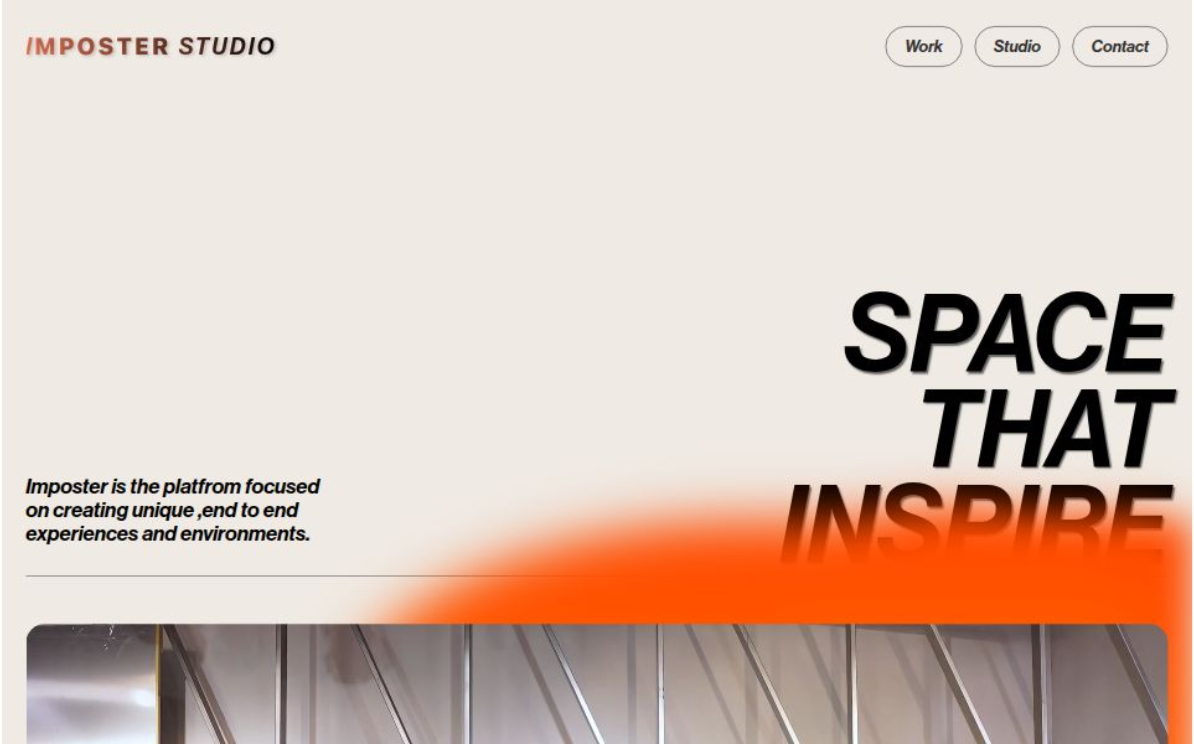 IMPOSTER STUDIO
Work
Studio
Contact
SPACE
THAT
INSPIRE
Imposter is the platfrom focused
on creating unique ,end to end
experiences and environments.